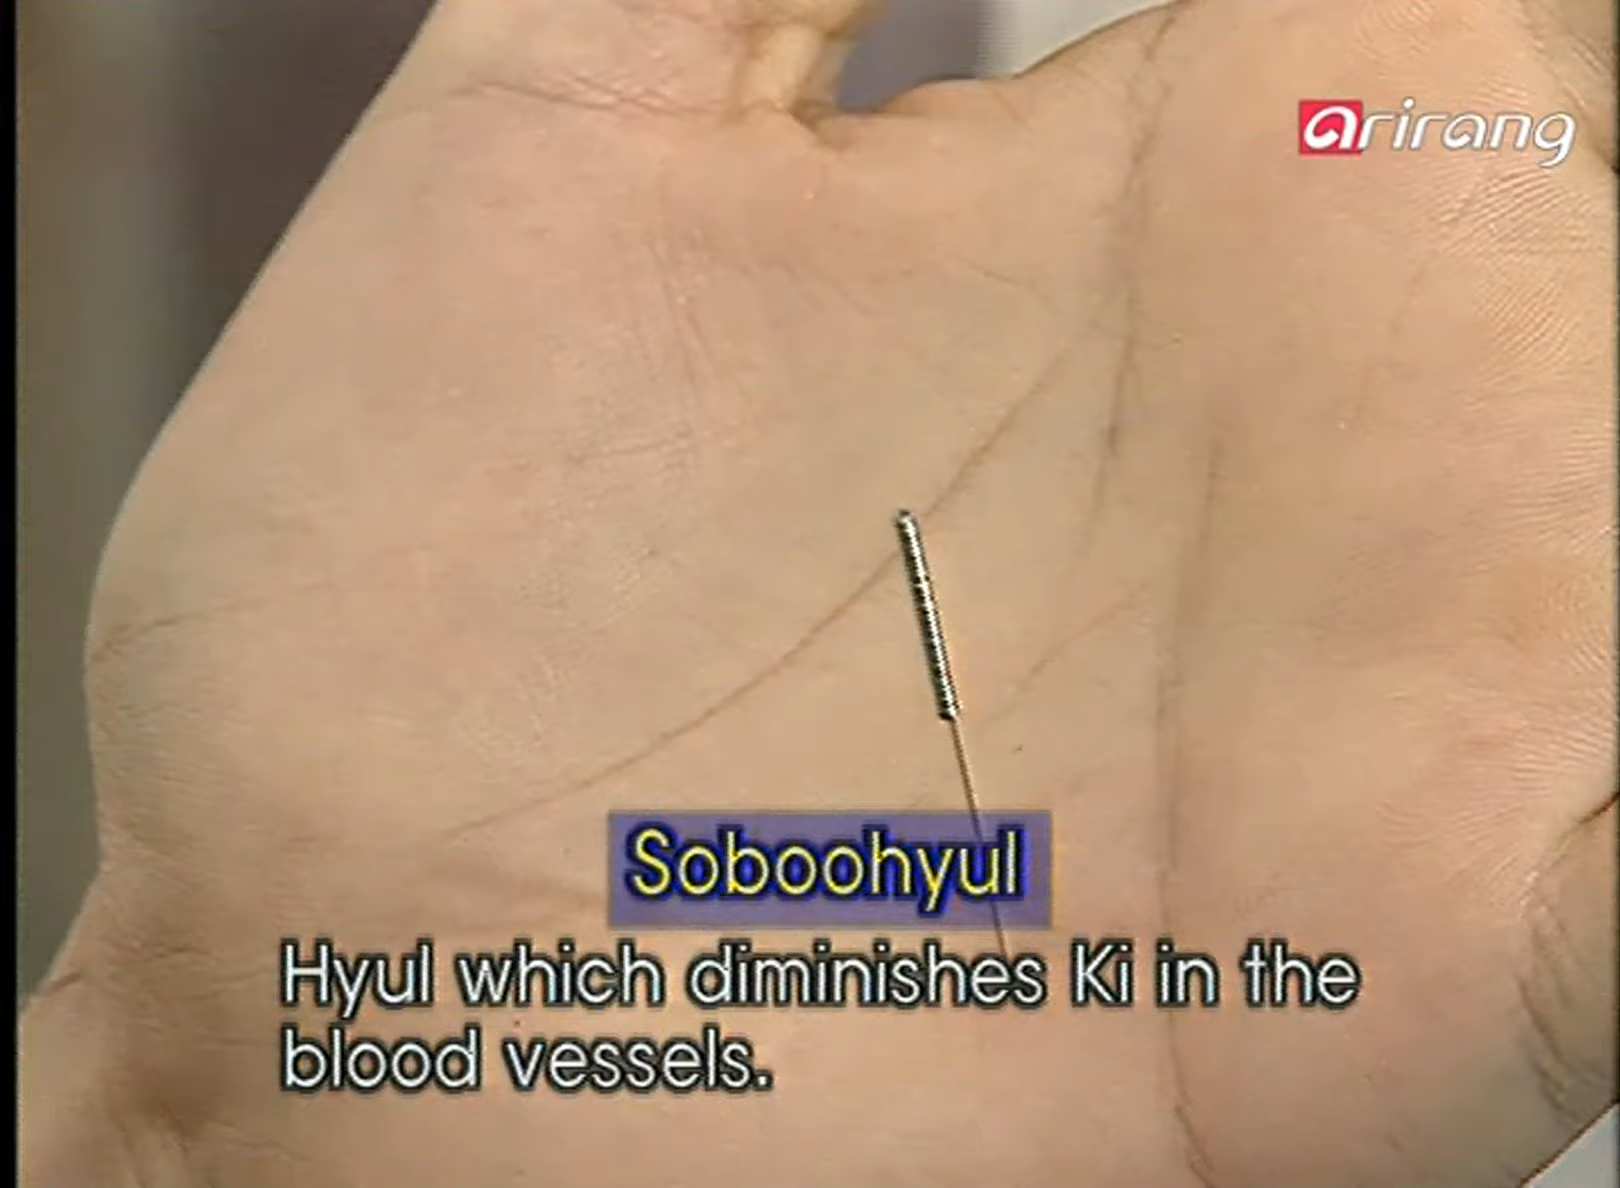 arirang
Soboohyul
Hyul which diminishes Ki in the
blood vessels.